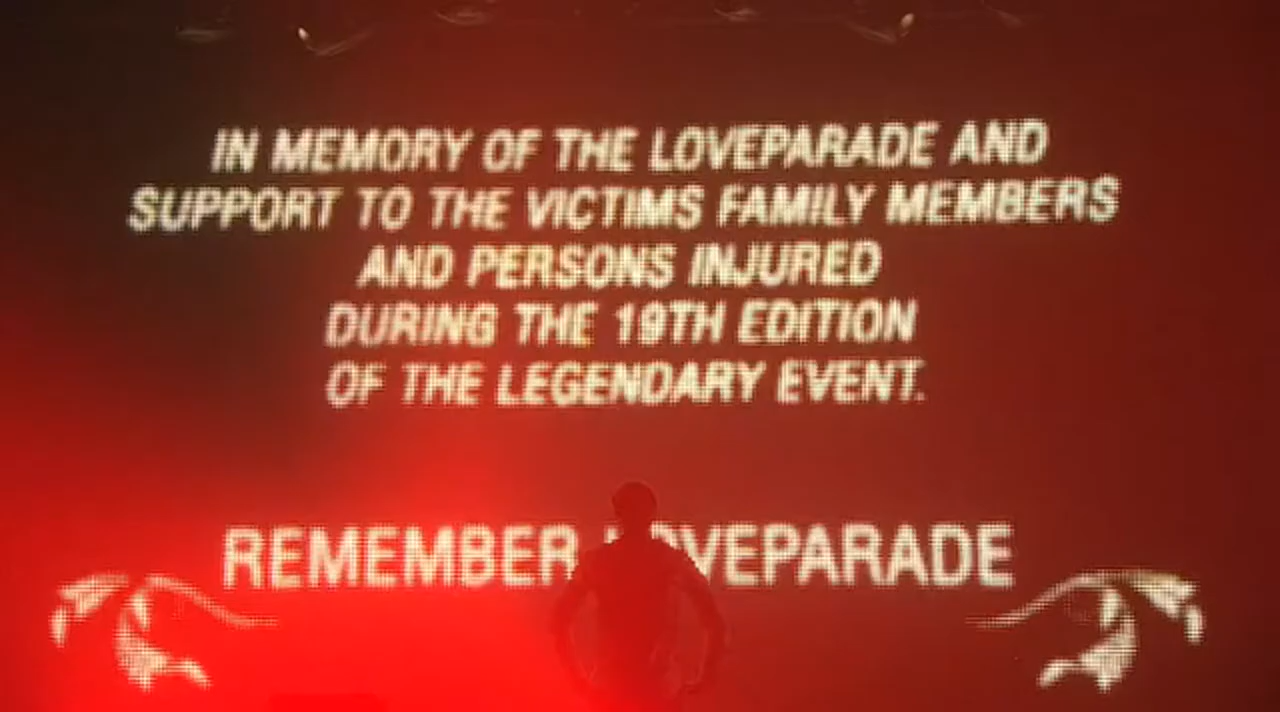 IN MEMORY OF THE LOVEPARADE AND
SUPPORT TO THE VICTIMS FAMILY MEMBERS
AND PERSONS INJURED
DURING THE 19TH EDITION
OF THE LEGENDARY EVENT.
REMEMBER LOVEPARADE